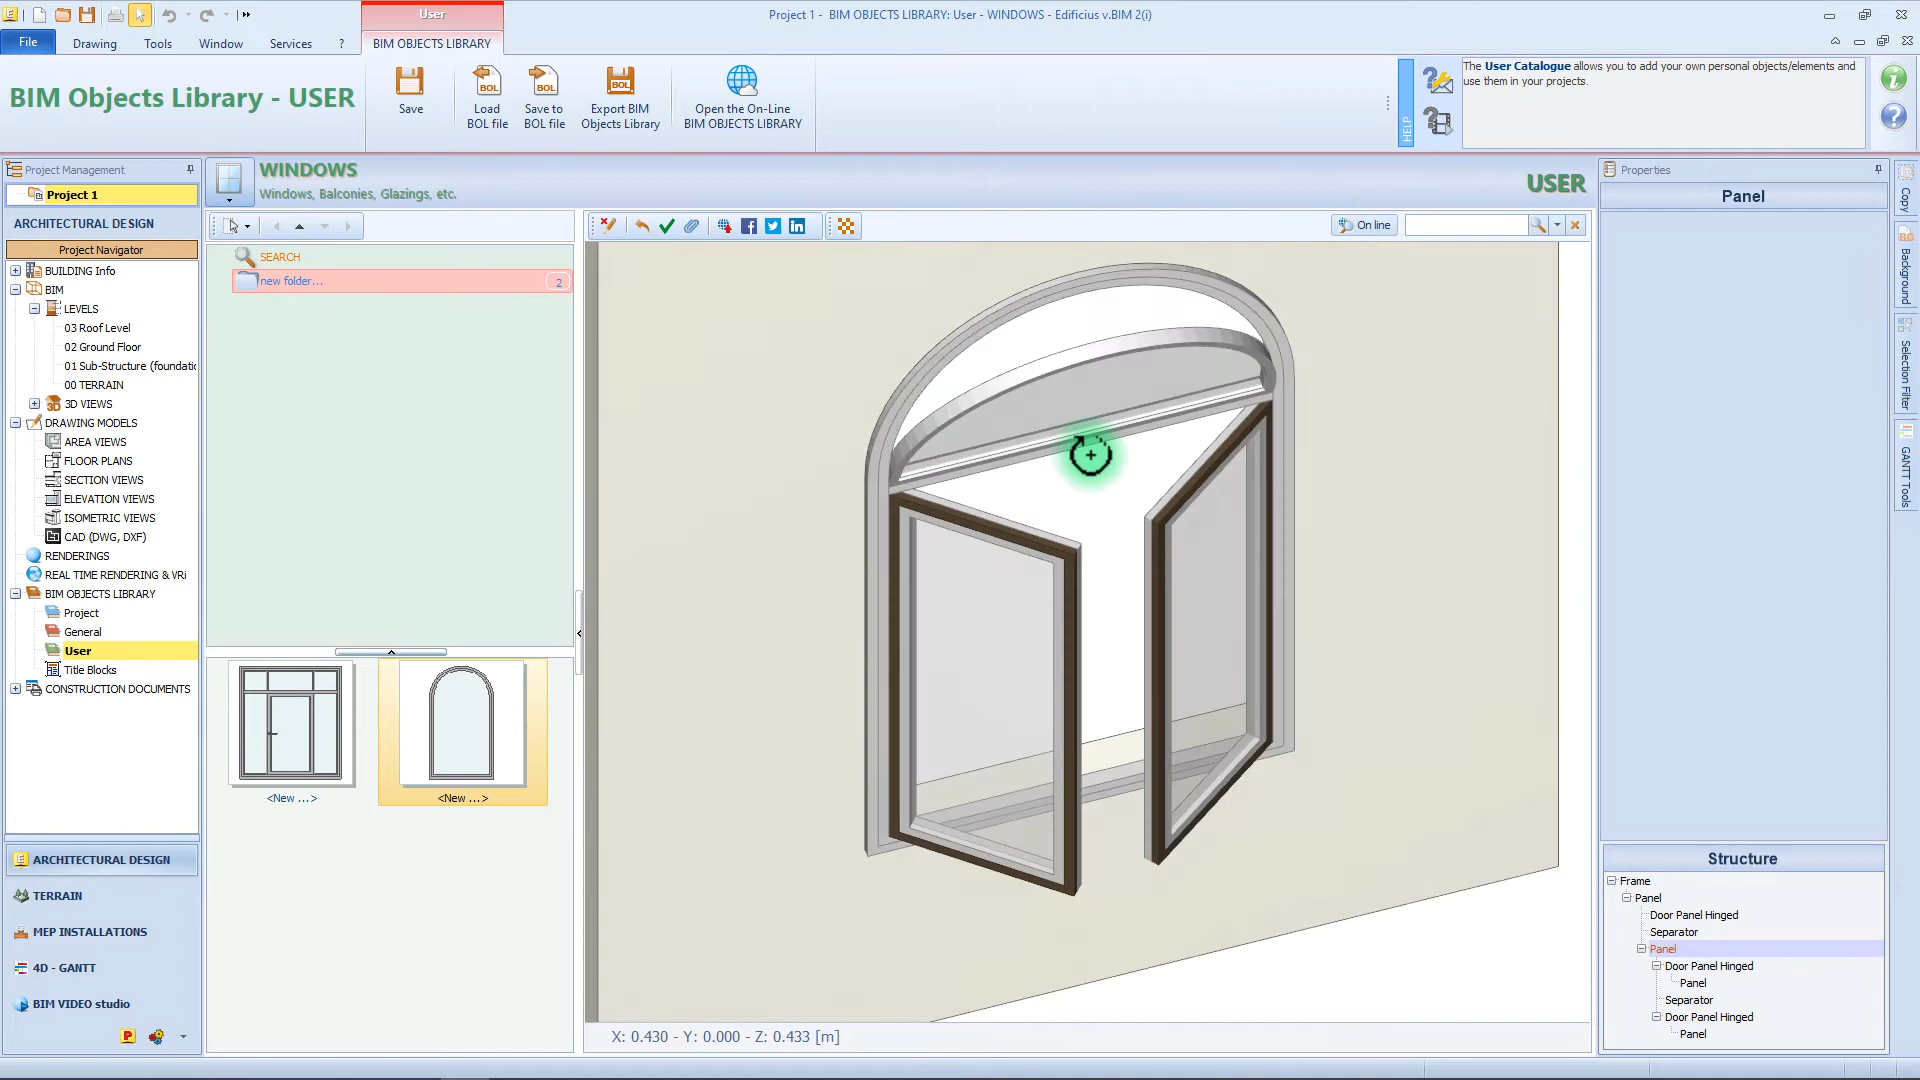 User
Project 1 - BIM OBJECTS LIBRARY: User - WINDOWS - Edificius v.BIM 2(i)
File
Drawing
Tools
Window
Services
?
BIM OBJECTS LIBRARY
BIM Objects Library - USER
Save
Load
BOL file
Save to
BOL file
Export BIM
Objects Library
Open the On-Line
BIM OBJECTS LIBRARY
HELP
The User Catalogue allows you to add your own personal objects/elements and
use them in your projects.
Project Management
Project 1
ARCHITECTURAL DESIGN
Project Navigator
BUILDING Info
BIM
LEVELS
03 Roof Level
02 Ground Floor
01 Sub-Structure (foundatic
00 TERRAIN
3D VIEWS
DRAWING MODELS
AREA VIEWS
FLOOR PLANS
SECTION VIEWS
ELEVATION VIEWS
ISOMETRIC VIEWS
CAD (DWG, DXF)
RENDERINGS
REAL TIME RENDERING & VRi
BIM OBJECTS LIBRARY
Project
General
User
Title Blocks
CONSTRUCTION DOCUMENTS
ARCHITECTURAL DESIGN
TERRAIN
MEP INSTALLATIONS
4D - GANTT
BIM VIDEO studio
WINDOWS
Windows, Balconies, Glazings, etc.
USER
SEARCH
new folder...
2
<New ...>
<New ...>
On line
X: 0.430 - Y: 0.000 - Z: 0.433 [m]
Properties
Panel
Structure
Frame
Panel
Door Panel Hinged
Separator
Panel
Door Panel Hinged
Panel
Separator
Door Panel Hinged
Panel
Copy
Background
Selection Filter
GANTT Tools